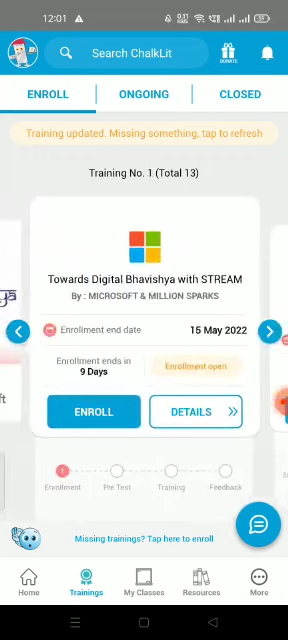 12:01
Search ChalkLit
DONATE
ENROLL
ONGOING
CLOSED
Training updated. Missing something, tap to refresh
Training No. 1 (Total 13)
Towards Digital Bhavishya with STREAM
By : MICROSOFT & MILLION SPARKS
Enrollment end date
15 May 2022
Enrollment ends in
9 Days
Enrollment open
ENROLL
DETAILS
1
Enrollment
Pre Test
Training
Feedback
Missing trainings? Tap here to enroll
Home
Trainings
My Classes
Resources
More